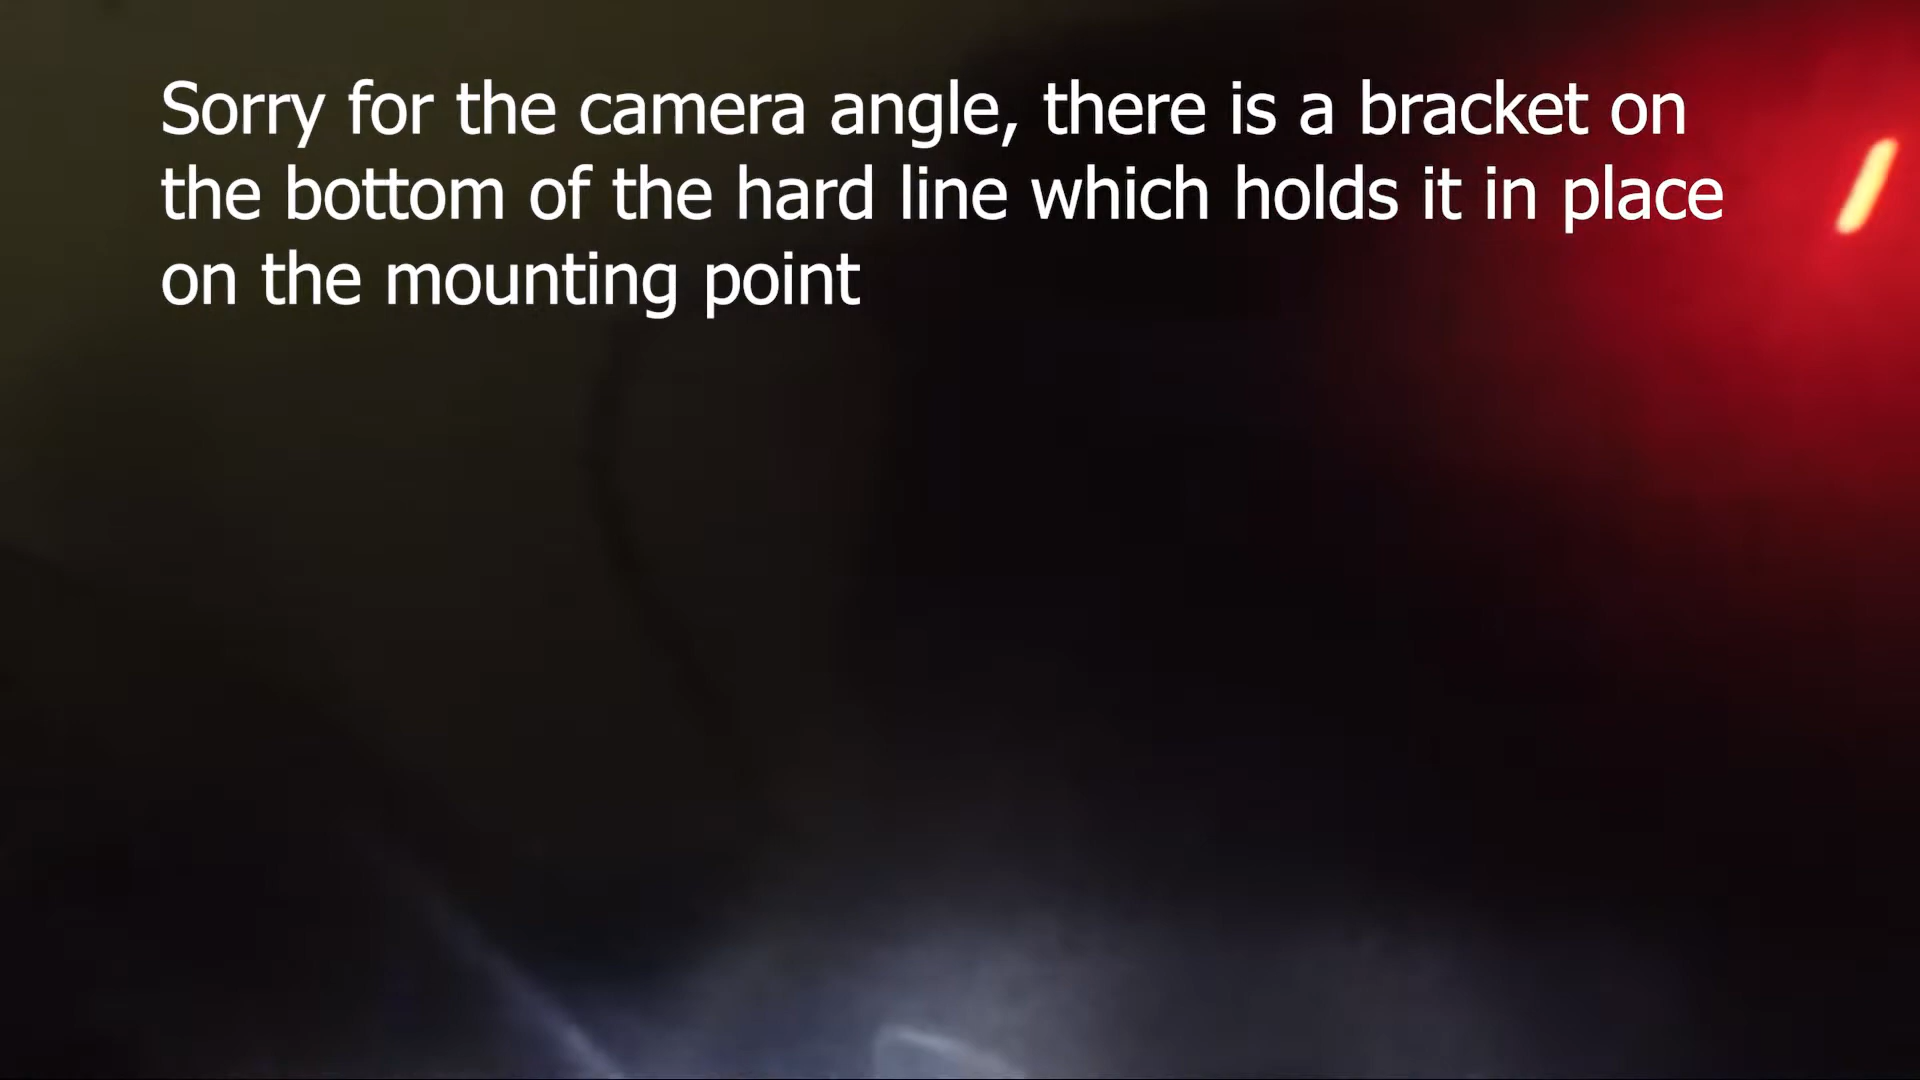 Sorry for the camera angle, there is a bracket on
the bottom of the hard line which holds it in place
on the mounting point